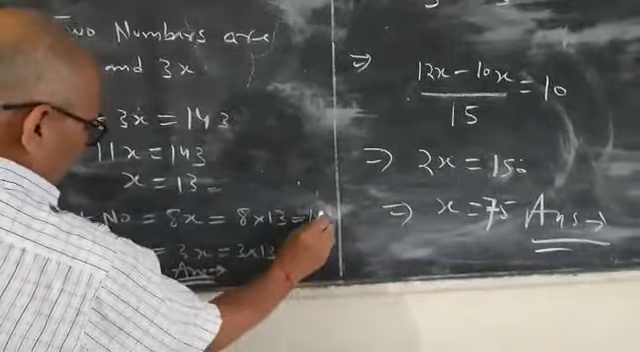 Two Numbers are
and 3x
3x = 143
11x = 143
x = 13
No = 8x = 8×13 = 1
= 3x = 3×13
Ans→
⇒ 12x - 10x / 15 = 10
⇒ 2x = 150
⇒ x = 75 Ans→